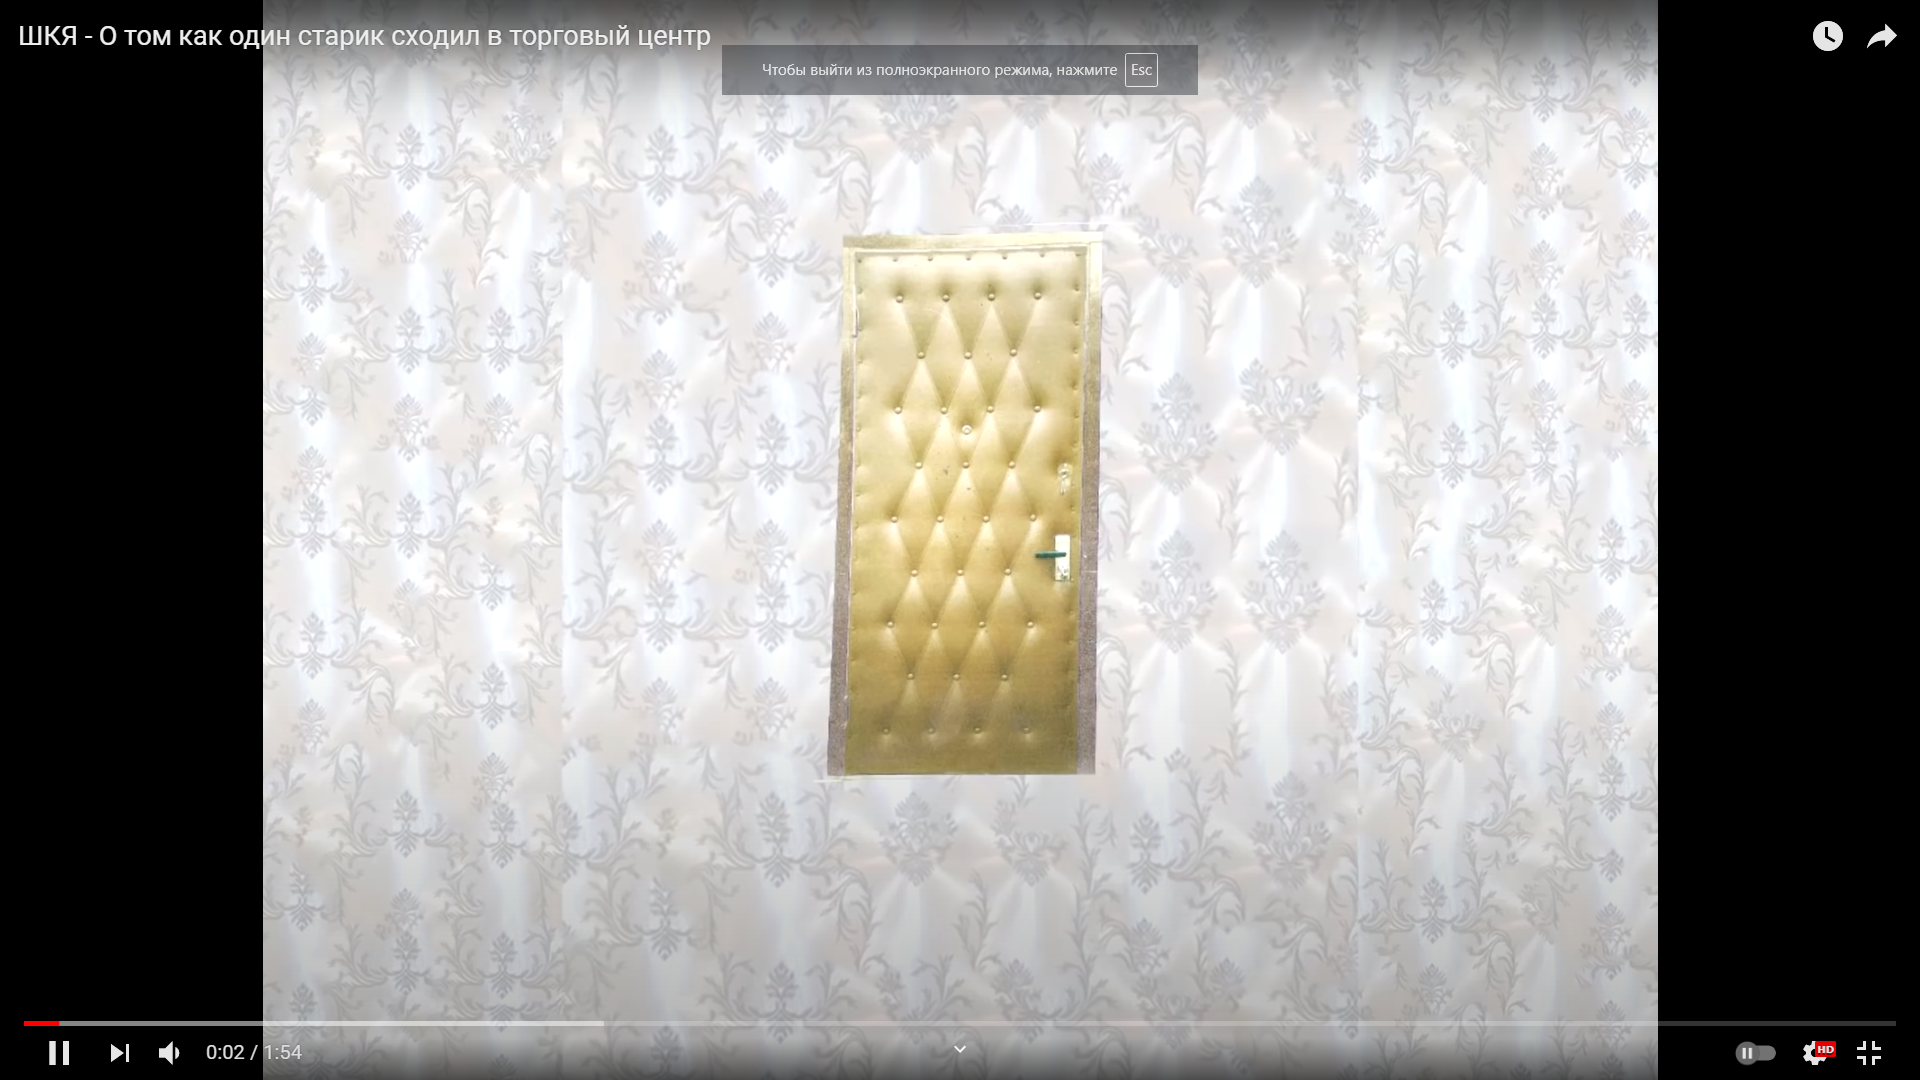 ШКЯ - О том как один старик сходил в торговый центр
Чтобы выйти из полноэкранного режима, нажмите Esc
0:02 / 1:54
HD